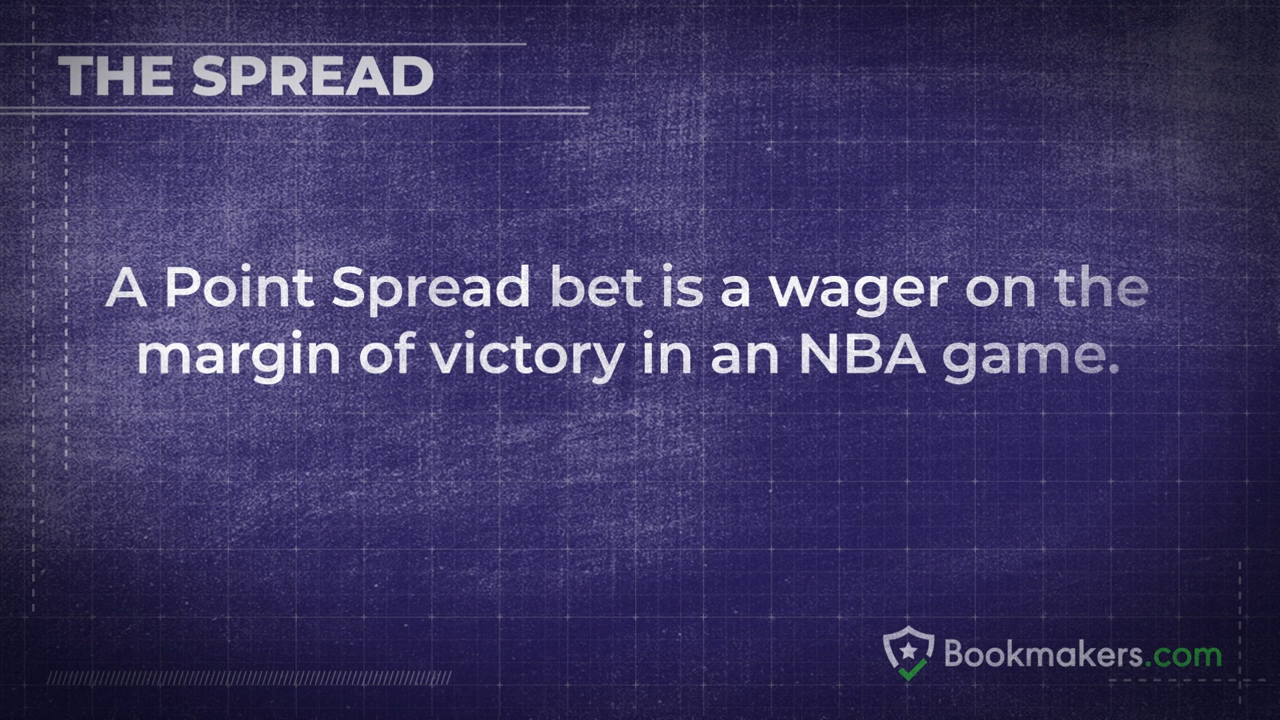 THE SPREAD
A Point Spread bet is a wager on the
margin of victory in an NBA game.
Bookmakers.com